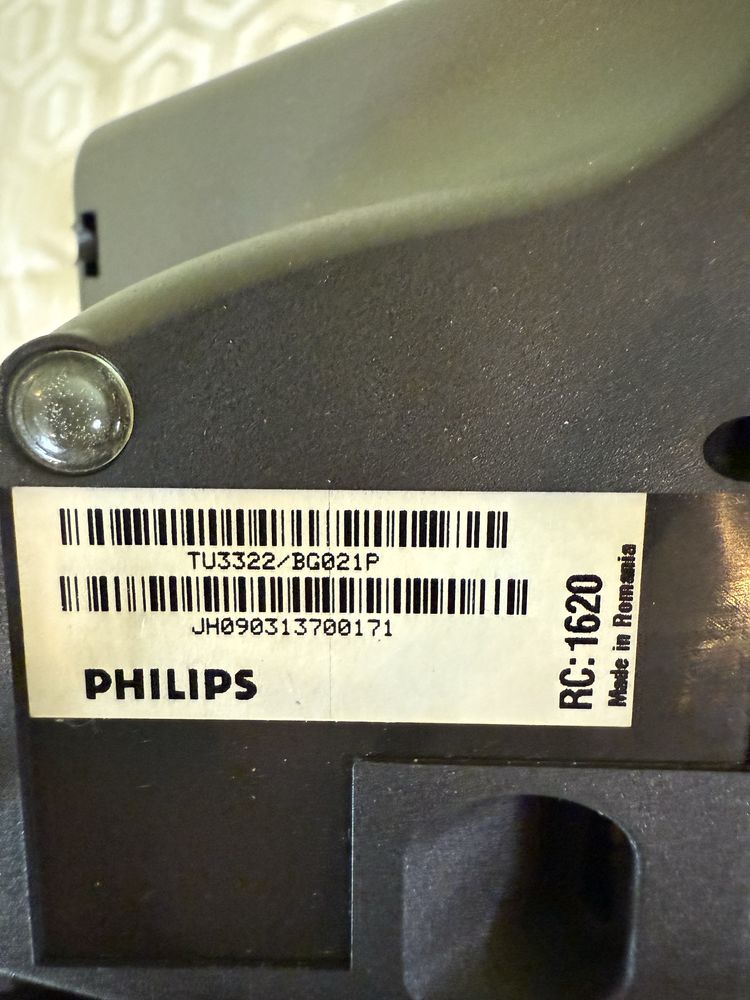 TU3322/BG021P
JH090313700171
PHILIPS
RC: 1620
Made in Romania